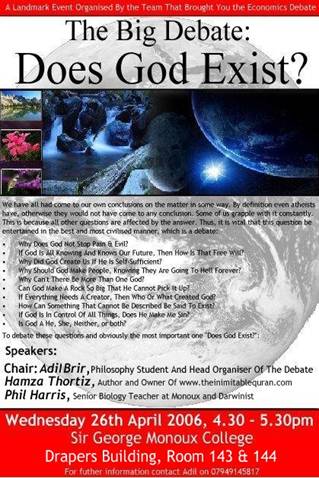 A Landmark Event Organised By the Team That Brought You the Economics Debate
The Big Debate:
Does God Exist?
We have all had come to our own conclusions on the matter in some way. By definition even atheists
have, otherwise they would not have come to any conclusion. Some of us grapple with it constantly.
This is because all other questions are affected by the answer. Thus, it is vital that this question be
entertained in the best and most civilised manner, which is a debate:
• Why Does God Not Stop Pain & Evil?
• If God Is All Knowing And Knows Our Future, Then How Is That Free Will?
• Why Did God Create Us If He Is Self-Sufficient?
• Why Should God Make People, Knowing They Are Going To Hell Forever?
• Why Can't There Be More Than One God?
• Can God Make A Rock So Big That He Cannot Pick It Up?
• If Everything Needs A Creator, Then Who Or What Created God?
• How Can Something That Cannot Be Described Be Said To Exist?
• If God Is In Control Of All Things, Does He Make Me Sin?
• Is God A He, She, Neither, or both?
To debate these questions and obviously the most important one "Does God Exist":
Speakers:
Chair: Adil Brir, Philosophy Student And Head Organiser Of The Debate
Hamza Thortiz, Author and Owner Of www.theinimitablequran.com
Phil Harris, Senior Biology Teacher at Monoux and Darwinist
Wednesday 26th April 2006, 4.30 - 5.30pm
Sir George Monoux College
Drapers Building, Room 143 & 144
For futher information contact Adil on 07949145817